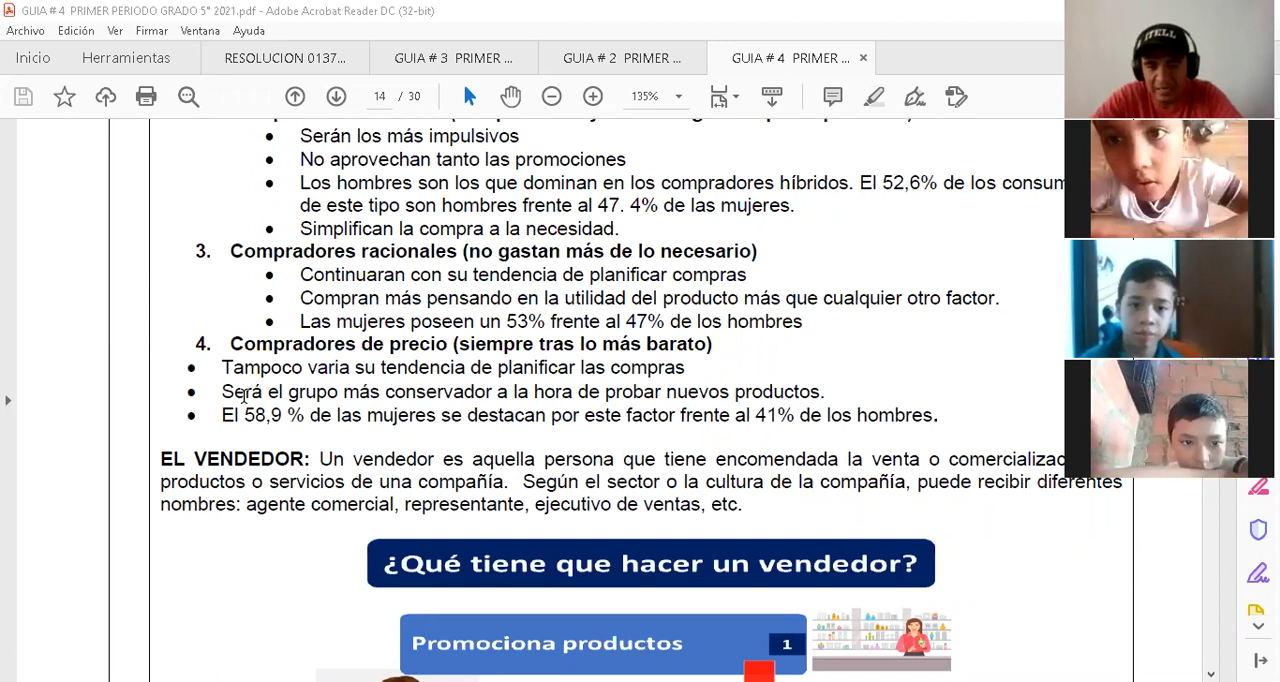 GUIA # 4 PRIMER PERIODO GRADO 5° 2021.pdf - Adobe Acrobat Reader DC (32-bit)
Archivo Edición Ver Firmar Ventana Ayuda
Inicio Herramientas RESOLUCION 0137... GUIA # 3 PRIMER ... GUIA # 2 PRIMER ... GUIA # 4 PRIMER ... ×
14 / 30 135%
Serán los más impulsivos
No aprovechan tanto las promociones
Los hombres son los que dominan en los compradores híbridos. El 52,6% de los consum
de este tipo son hombres frente al 47. 4% de las mujeres.
Simplifican la compra a la necesidad.
3. Compradores racionales (no gastan más de lo necesario)
Continuaran con su tendencia de planificar compras
Compran más pensando en la utilidad del producto más que cualquier otro factor.
Las mujeres poseen un 53% frente al 47% de los hombres
4. Compradores de precio (siempre tras lo más barato)
Tampoco varia su tendencia de planificar las compras
Será el grupo más conservador a la hora de probar nuevos productos.
El 58,9 % de las mujeres se destacan por este factor frente al 41% de los hombres.
EL VENDEDOR: Un vendedor es aquella persona que tiene encomendada la venta o comercializac
productos o servicios de una compañía. Según el sector o la cultura de la compañía, puede recibir diferentes
nombres: agente comercial, representante, ejecutivo de ventas, etc.
¿Qué tiene que hacer un vendedor?
Promociona productos 1